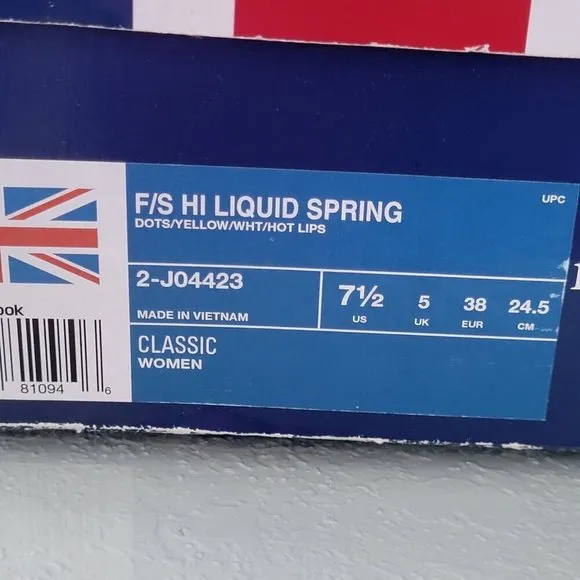 F/S HI LIQUID SPRING
UPC
DOTS/YELLOW/WHT/HOT LIPS
2-J04423
MADE IN VIETNAM
7½ 5 38 24.5
US UK EUR CM
CLASSIC
WOMEN
ook
81094 6